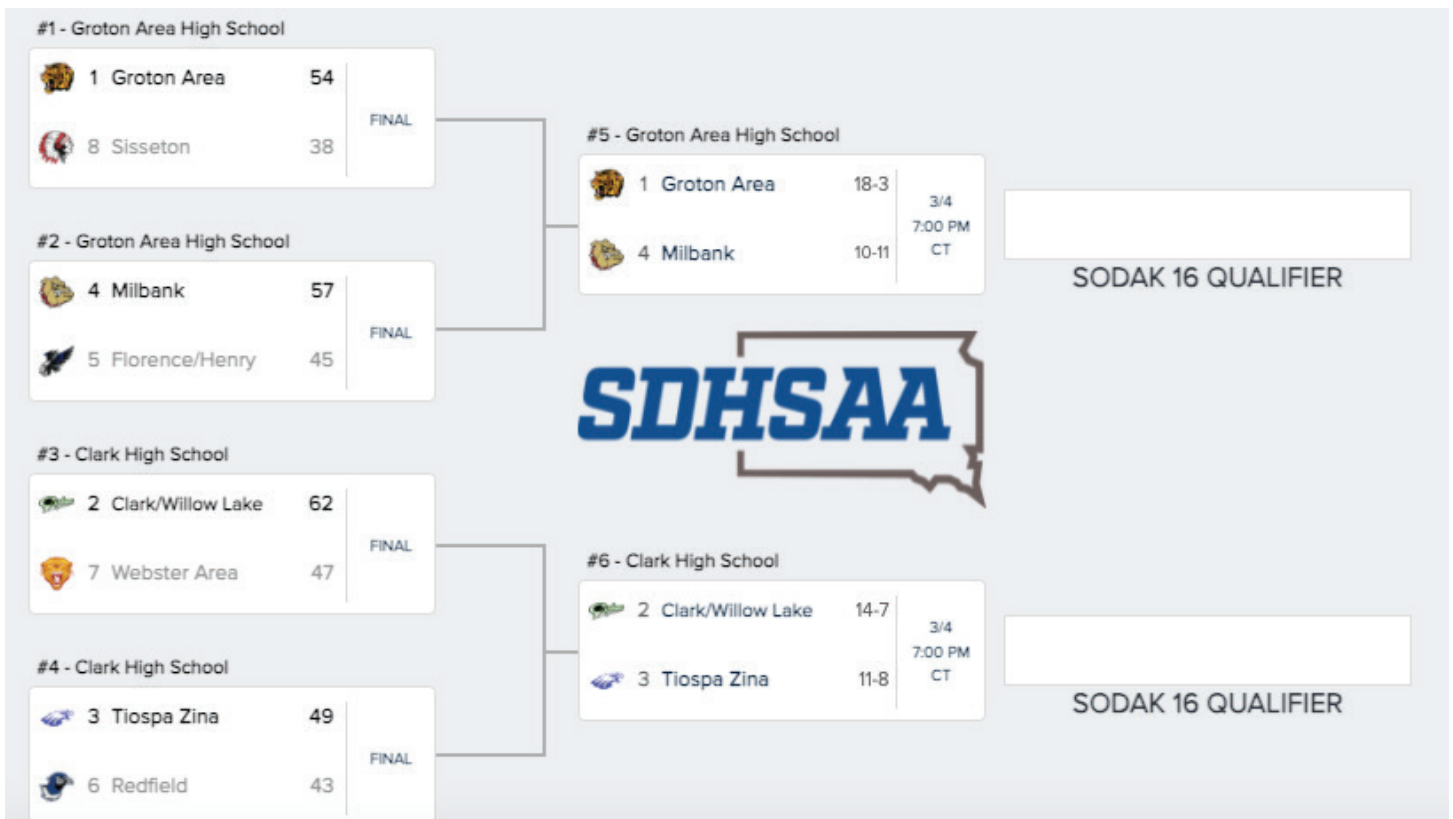 #1 - Groton Area High School
1 Groton Area 54
8 Sisseton 38
FINAL
#2 - Groton Area High School
4 Milbank 57
5 Florence/Henry 45
FINAL
#3 - Clark High School
2 Clark/Willow Lake 62
7 Webster Area 47
FINAL
#4 - Clark High School
3 Tiospa Zina 49
6 Redfield 43
FINAL
#5 - Groton Area High School
1 Groton Area 18-3
4 Milbank 10-11
3/4
7:00 PM
CT
SODAK 16 QUALIFIER
SDHSAA
#6 - Clark High School
2 Clark/Willow Lake 14-7
3 Tiospa Zina 11-8
3/4
7:00 PM
CT
SODAK 16 QUALIFIER